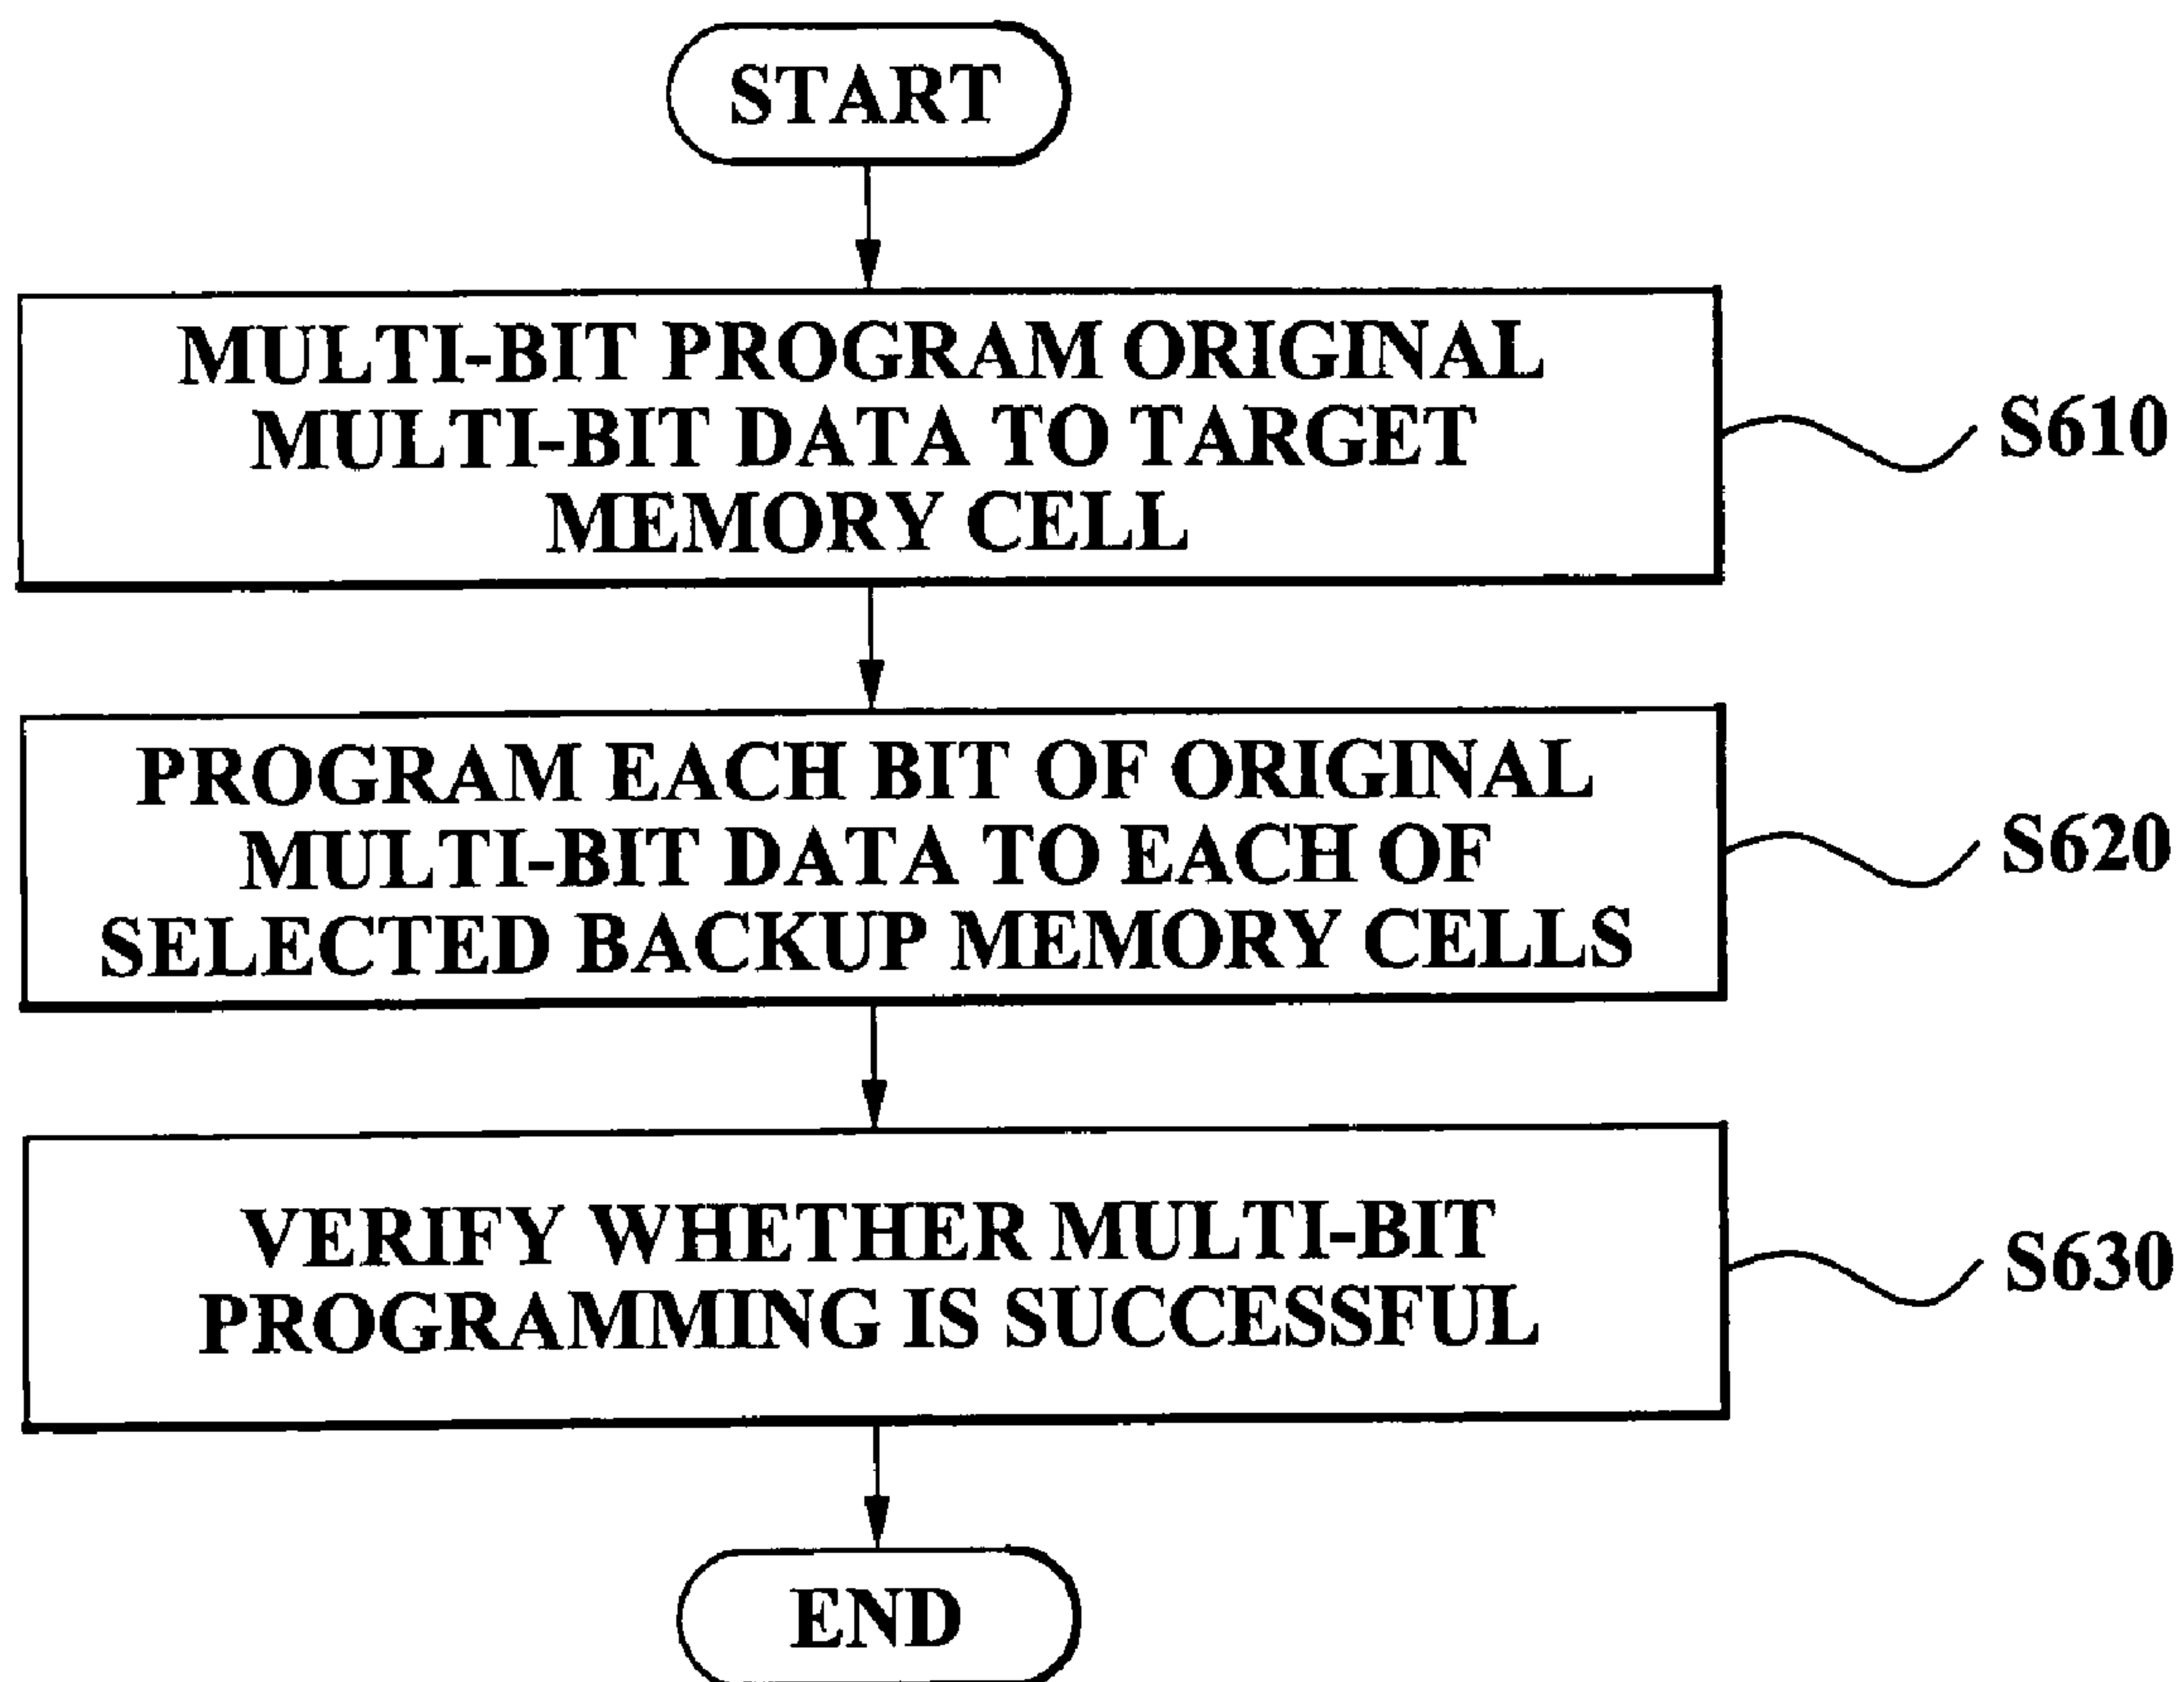 START
MULTI-BIT PROGRAM ORIGINAL
MULTI-BIT DATA TO TARGET
MEMORY CELL
S610
PROGRAM EACH BIT OF ORIGINAL
MULTI-BIT DATA TO EACH OF
SELECTED BACKUP MEMORY CELLS
S620
VERIFY WHETHER MULTI-BIT
PROGRAMMING IS SUCCESSFUL
S630
END